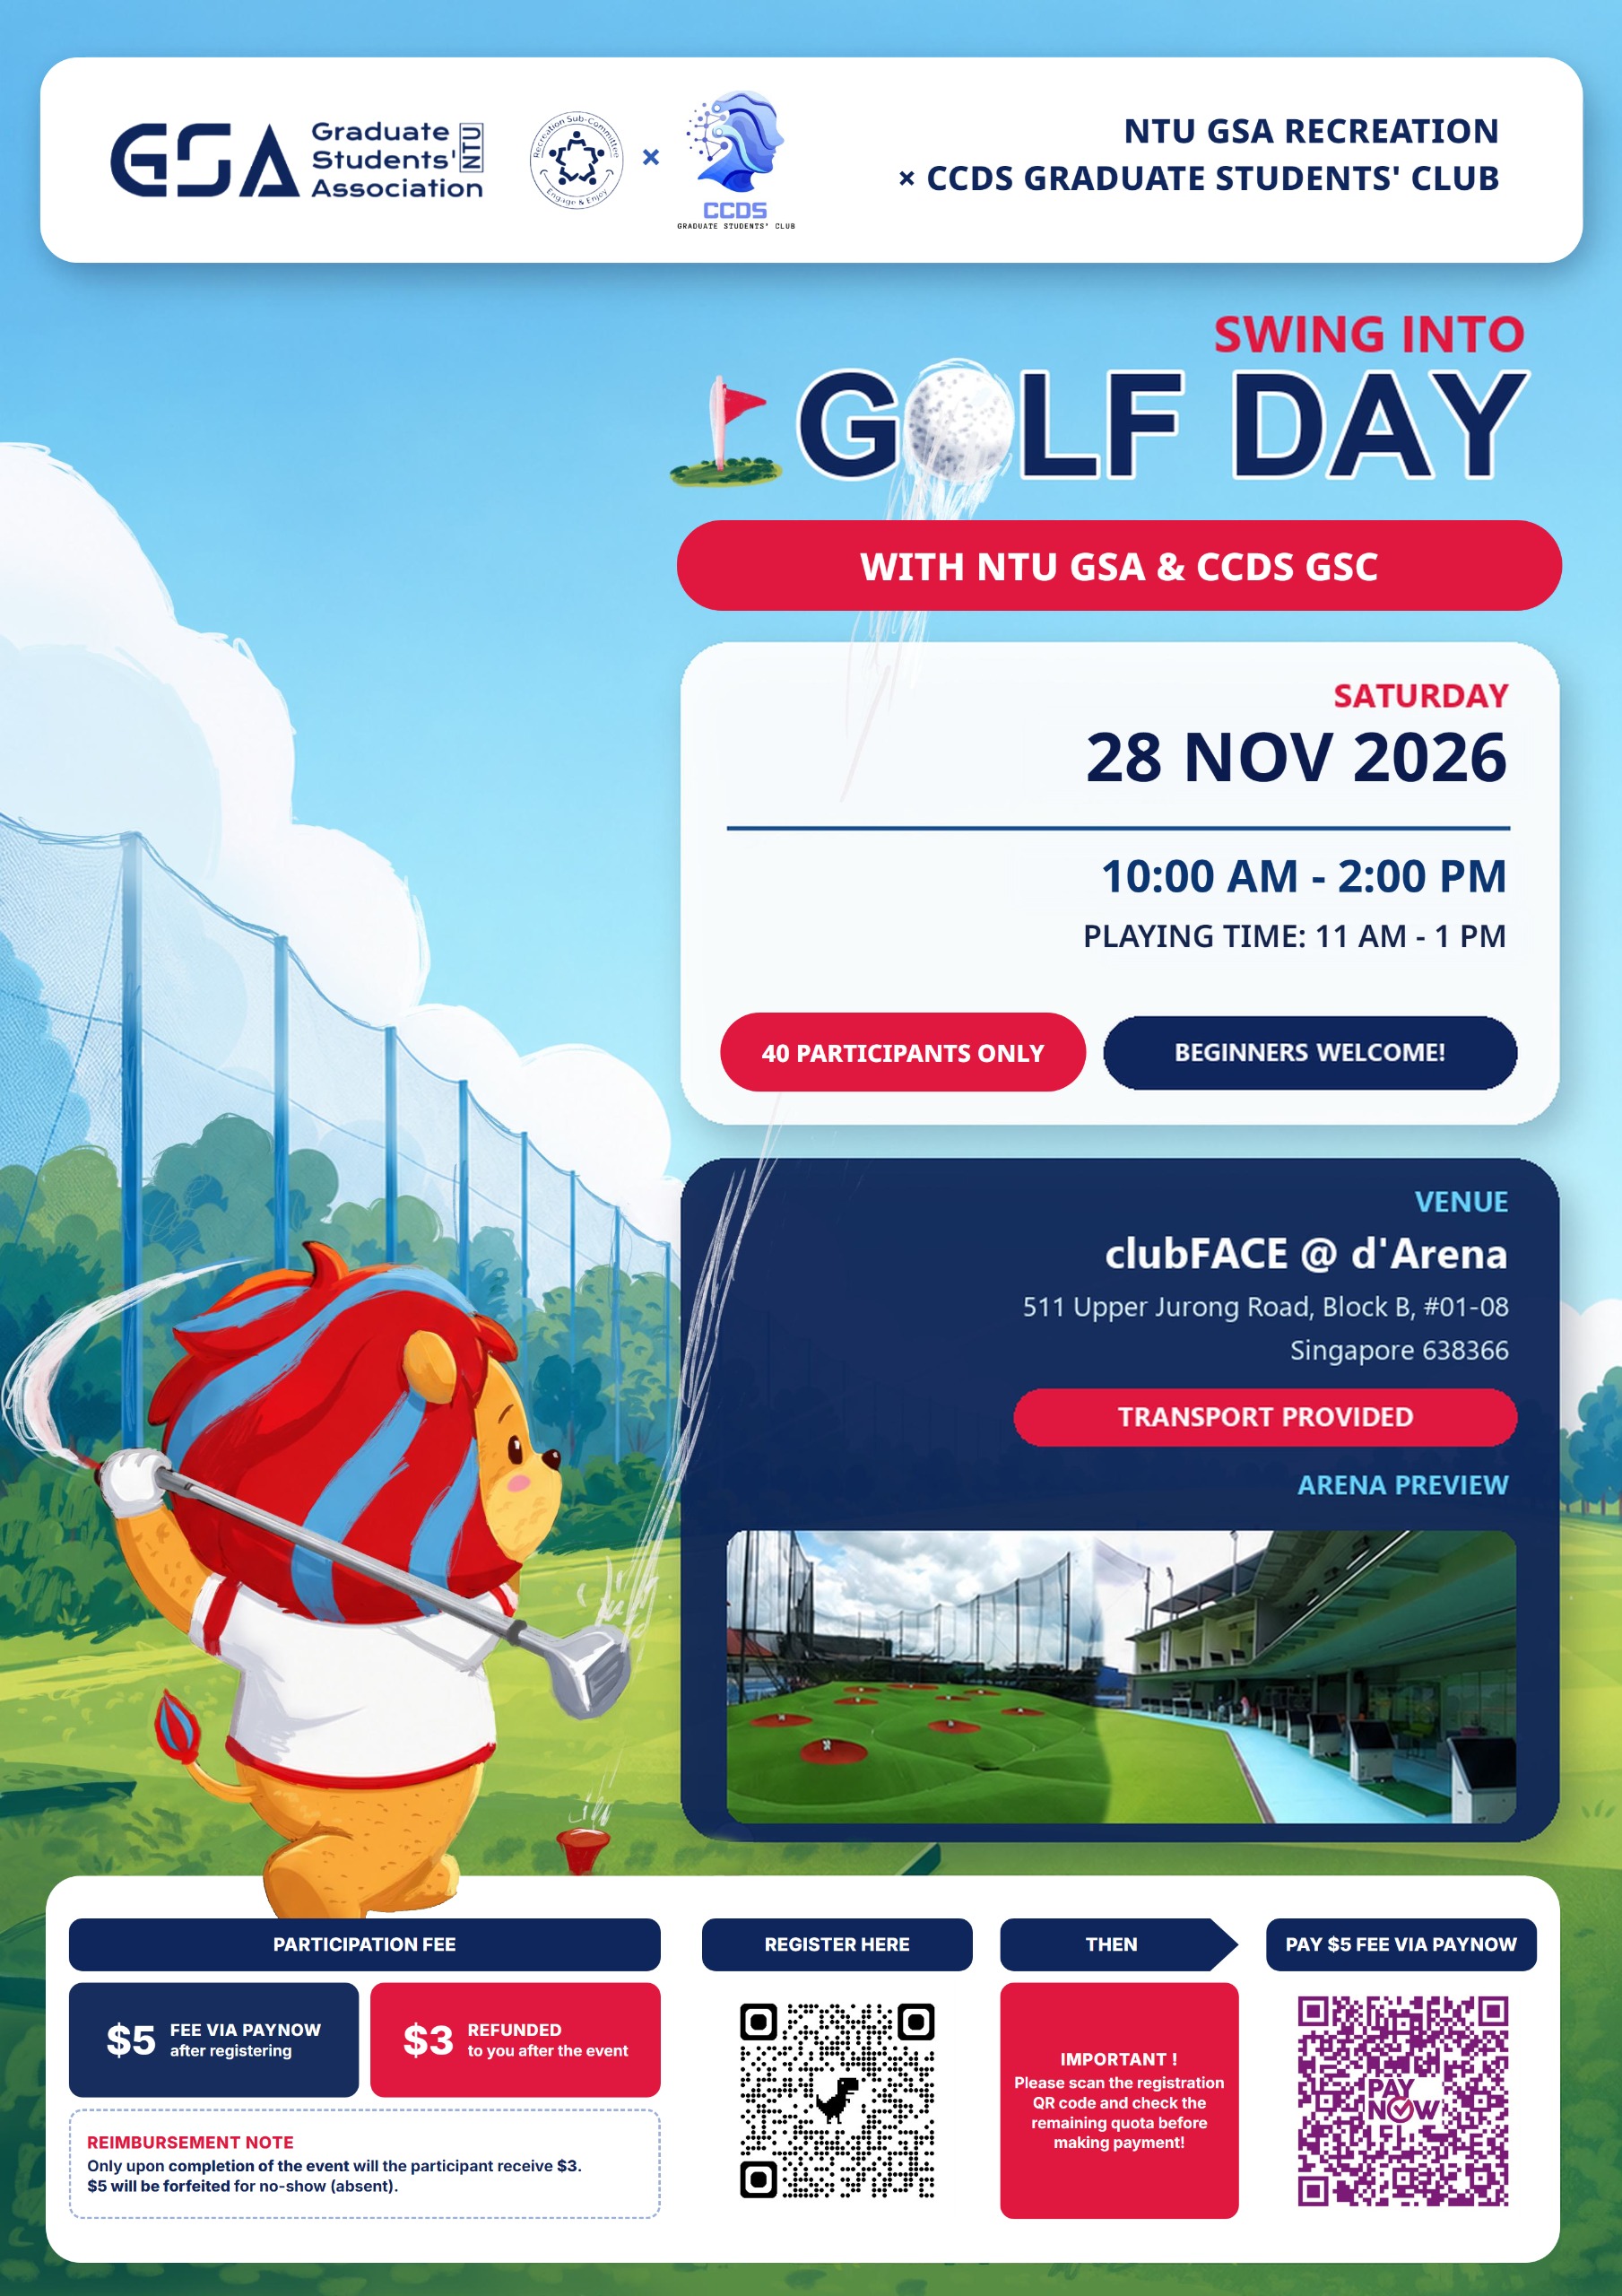 GSA
Graduate
Students'
Association
NTU
Recreation Sub-Committee
Engage & Enjoy
×
CCDS
GRADUATE STUDENTS' CLUB
NTU GSA RECREATION
× CCDS GRADUATE STUDENTS' CLUB
SWING INTO
GOLF DAY
WITH NTU GSA & CCDS GSC
SATURDAY
28 NOV 2026
10:00 AM - 2:00 PM
PLAYING TIME: 11 AM - 1 PM
40 PARTICIPANTS ONLY
BEGINNERS WELCOME!
VENUE
clubFACE @ d'Arena
511 Upper Jurong Road, Block B, #01-08
Singapore 638366
TRANSPORT PROVIDED
ARENA PREVIEW
PARTICIPATION FEE
$5 FEE VIA PAYNOW
after registering
$3 REFUNDED
to you after the event
REIMBURSEMENT NOTE
Only upon completion of the event will the participant receive $3.
$5 will be forfeited for no-show (absent).
REGISTER HERE
THEN
IMPORTANT !
Please scan the registration
QR code and check the
remaining quota before
making payment!
PAY $5 FEE VIA PAYNOW
PAY
NOW